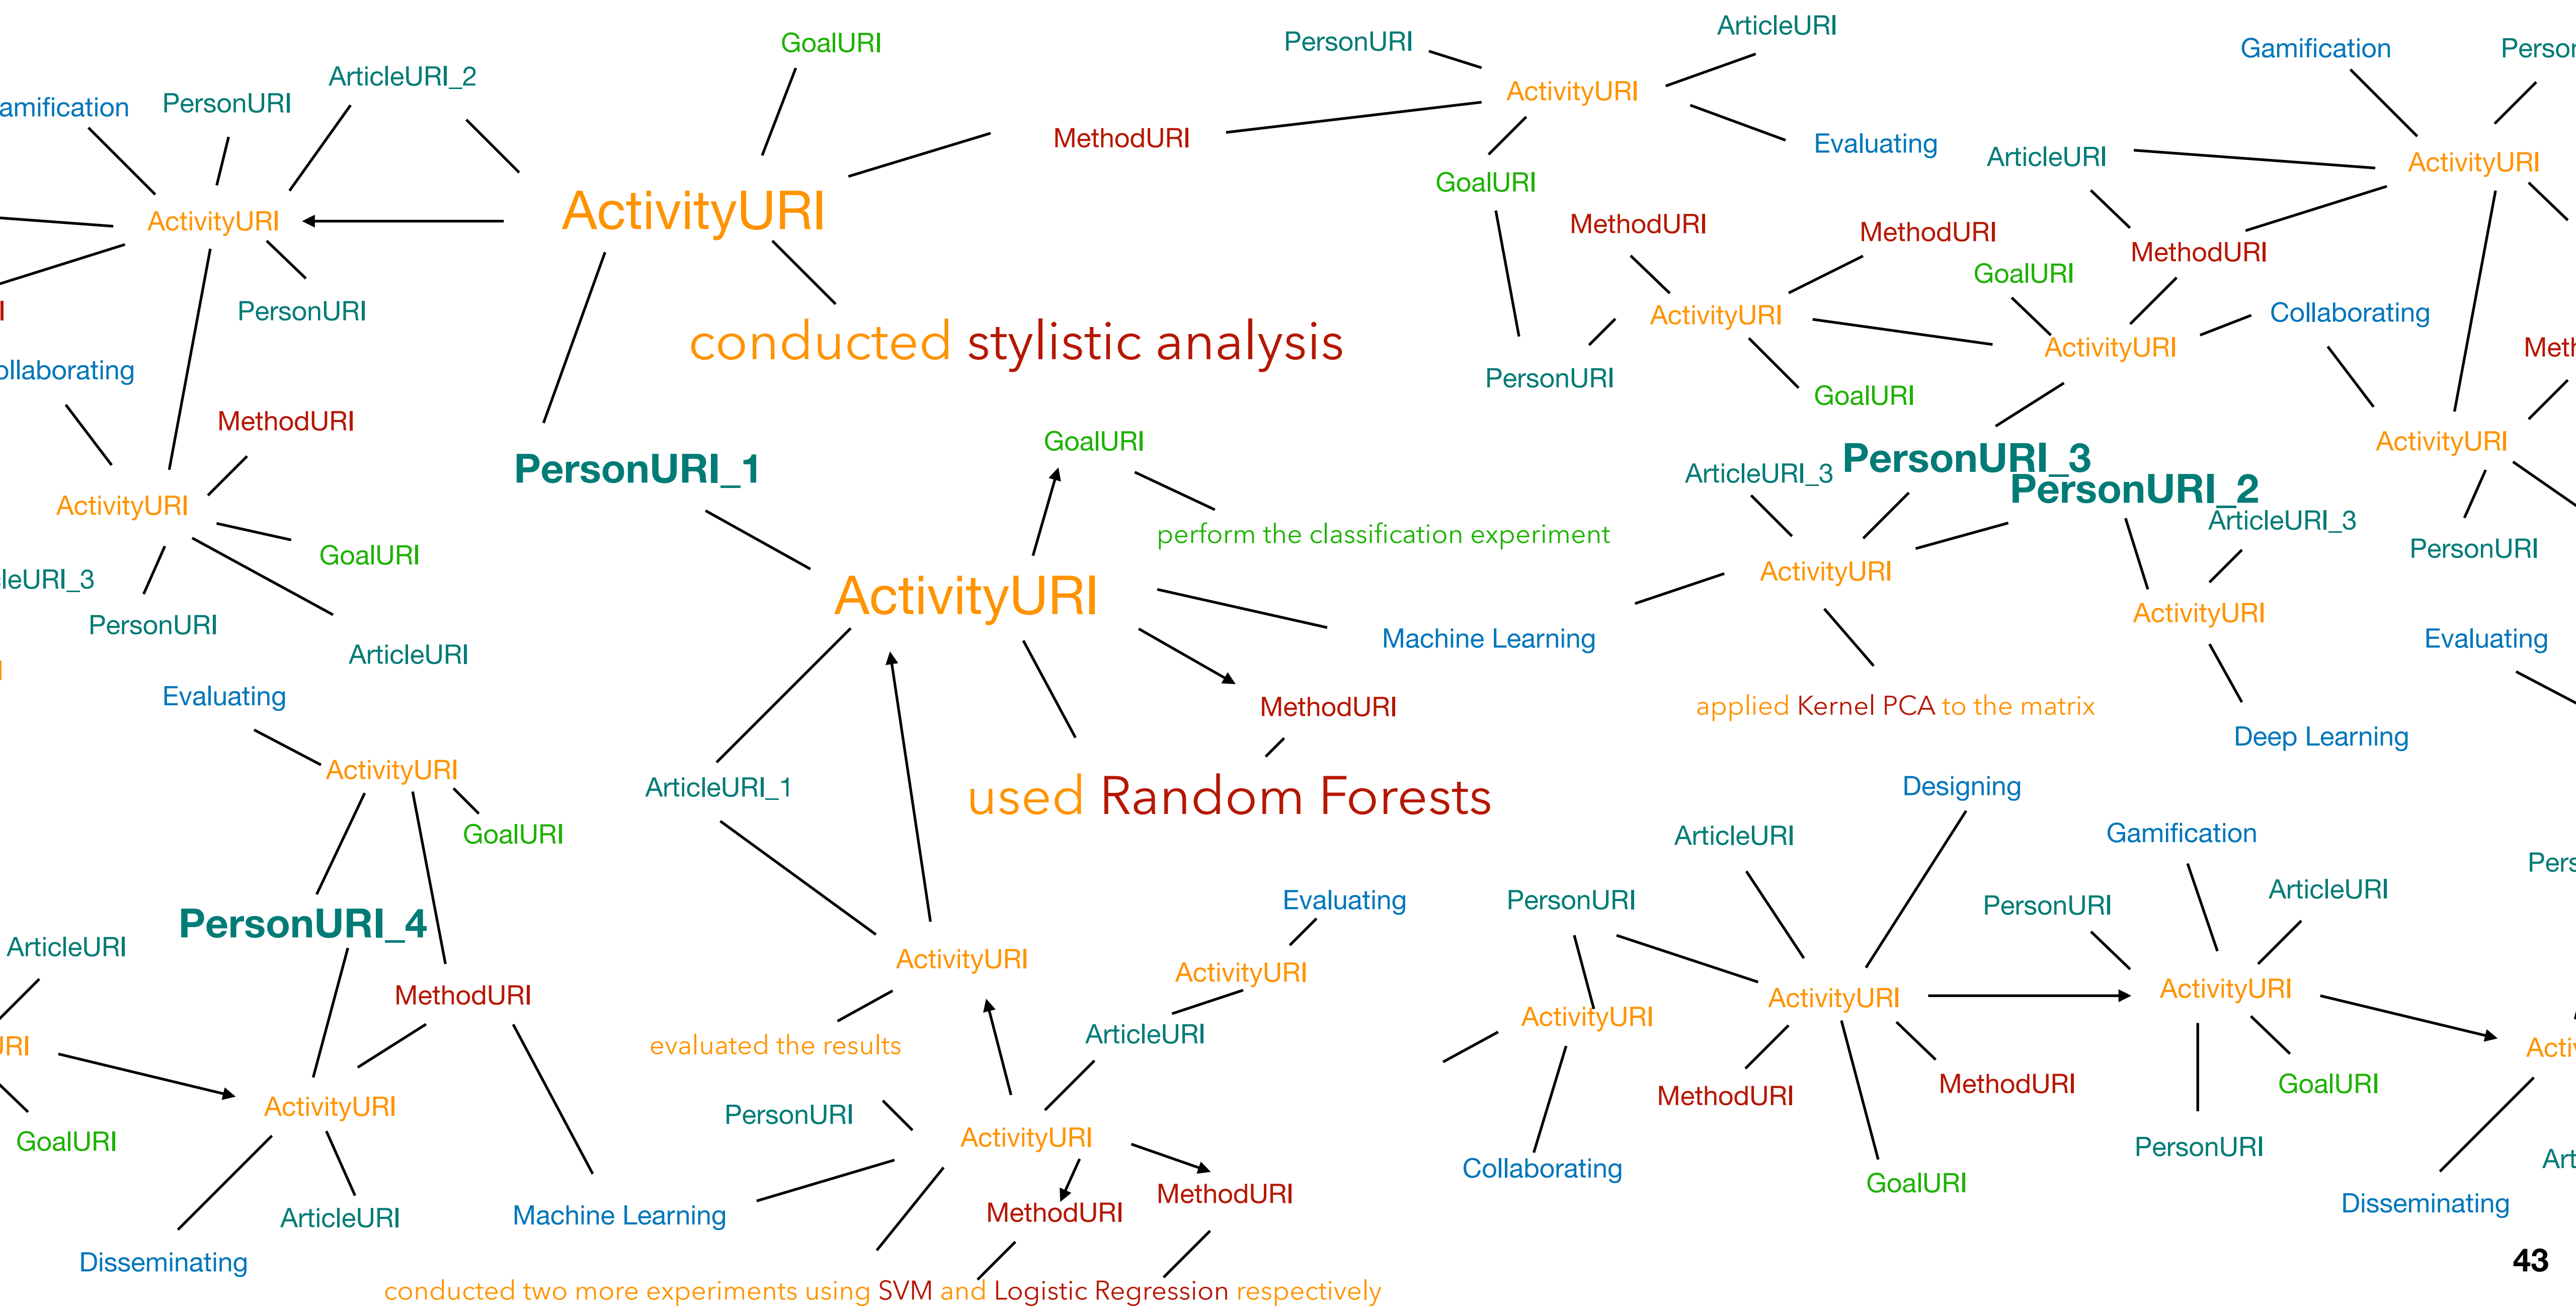 GoalURI
PersonURI
ArticleURI
Gamification
ArticleURI_2
PersonURI
ActivityURI
MethodURI
Evaluating
ArticleURI
ActivityURI
GoalURI
ActivityURI
ActivityURI
MethodURI
MethodURI
MethodURI
GoalURI
PersonURI
ActivityURI
Collaborating
conducted stylistic analysis
ActivityURI
PersonURI
GoalURI
MethodURI
GoalURI
ActivityURI
PersonURI_1
PersonURI_3
ArticleURI_3
PersonURI_2
ActivityURI
ArticleURI_3
perform the classification experiment
PersonURI
GoalURI
ActivityURI
ActivityURI
ActivityURI
PersonURI
Machine Learning
Evaluating
ArticleURI
Evaluating
MethodURI
applied Kernel PCA to the matrix
Deep Learning
ActivityURI
ArticleURI_1
used Random Forests
Designing
GoalURI
ArticleURI
Gamification
PersonURI_4
Evaluating
PersonURI
PersonURI
ArticleURI
ArticleURI
ActivityURI
ActivityURI
MethodURI
ActivityURI
ActivityURI
ActivityURI
evaluated the results
ArticleURI
ActivityURI
PersonURI
MethodURI
MethodURI
GoalURI
GoalURI
ActivityURI
PersonURI
Collaborating
GoalURI
MethodURI
MethodURI
ArticleURI
Machine Learning
Disseminating
Disseminating
conducted two more experiments using SVM and Logistic Regression respectively
43